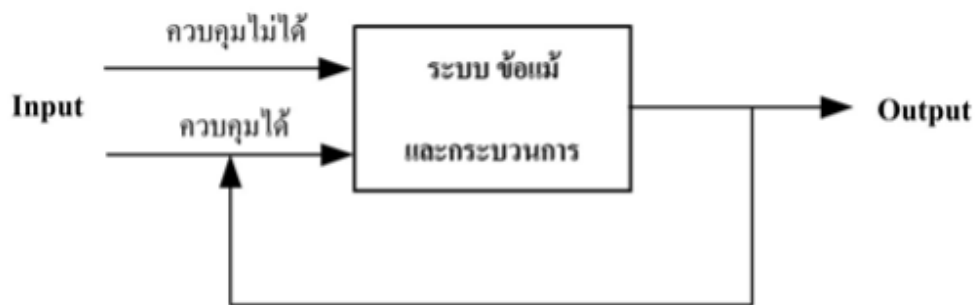 ควบคุมไม่ได้
ระบบ ข้อแม้
Input
ควบคุมได้
Output
และกระบวนการ